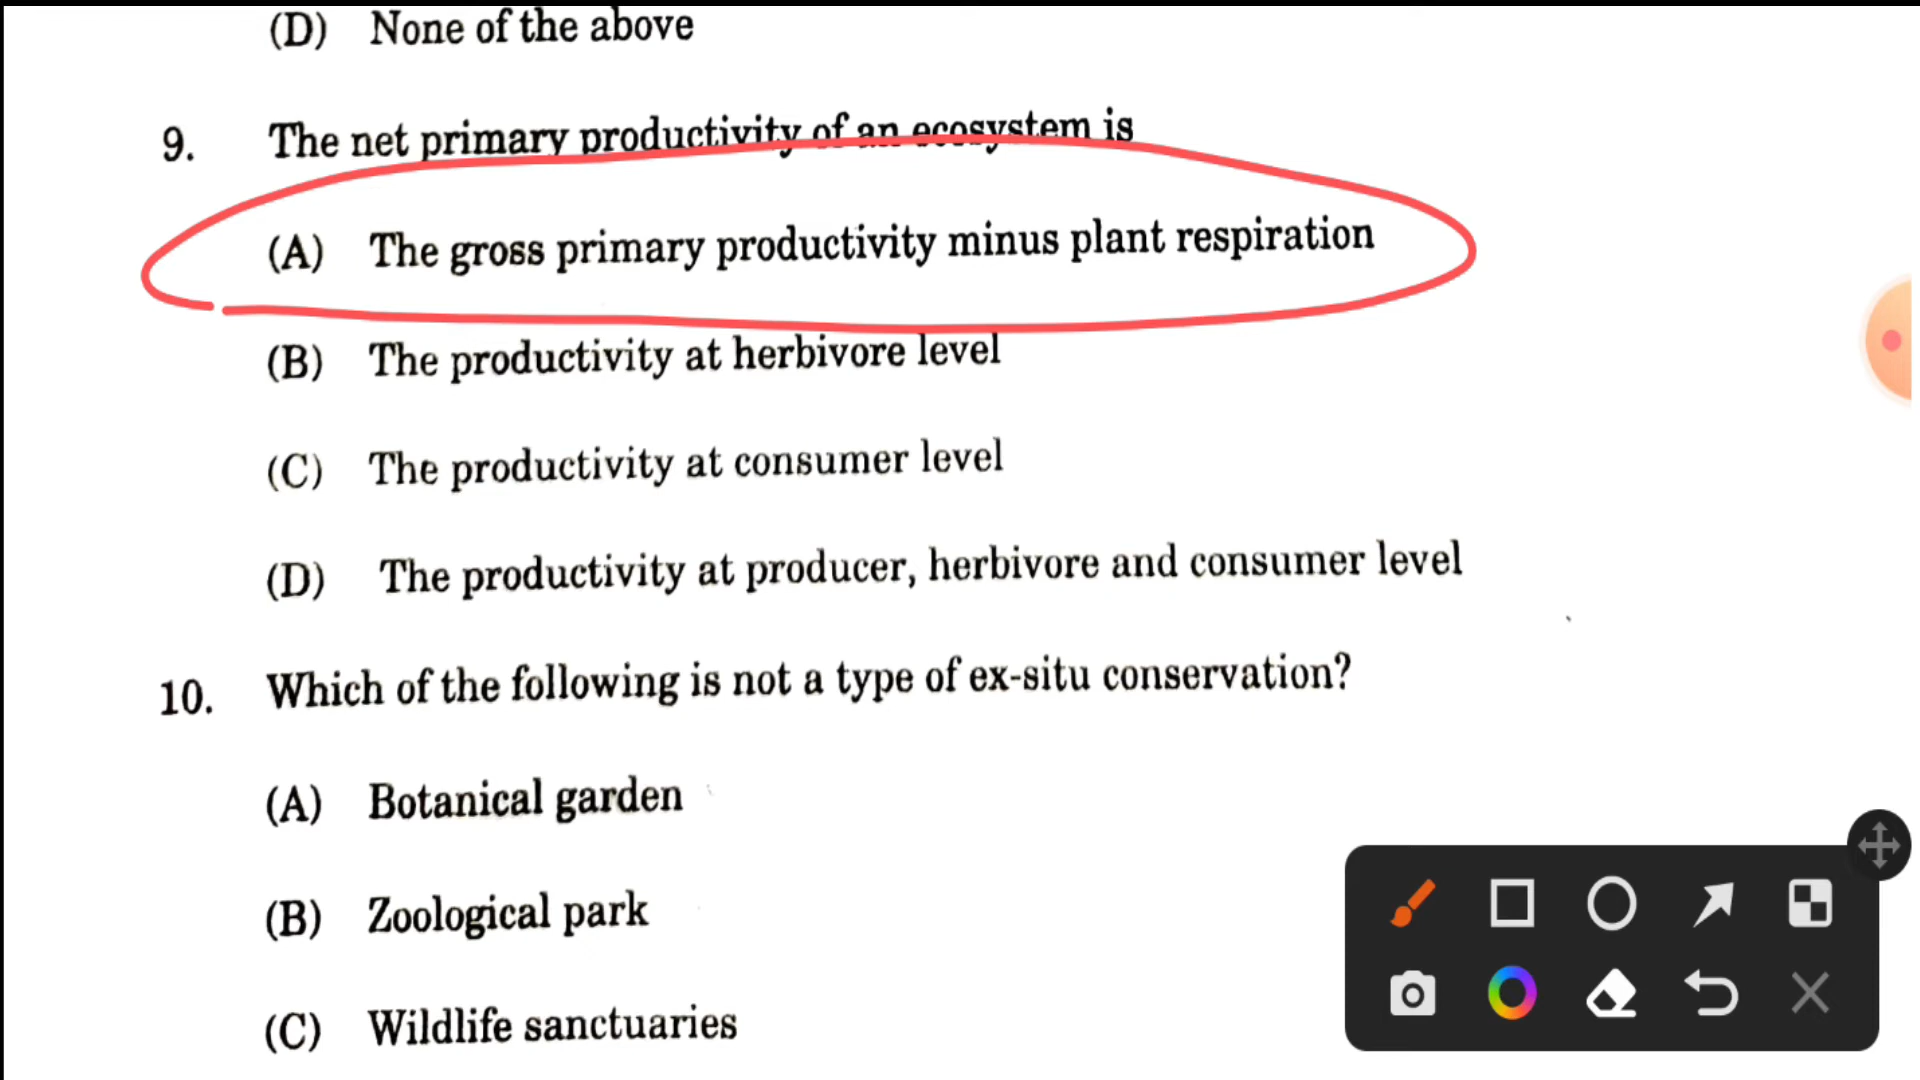 (D) None of the above
9. The net primary productivity of an ecosystem is
(A) The gross primary productivity minus plant respiration
(B) The productivity at herbivore level
(C) The productivity at consumer level
(D) The productivity at producer, herbivore and consumer level
10. Which of the following is not a type of ex-situ conservation?
(A) Botanical garden
(B) Zoological park
(C) Wildlife sanctuaries